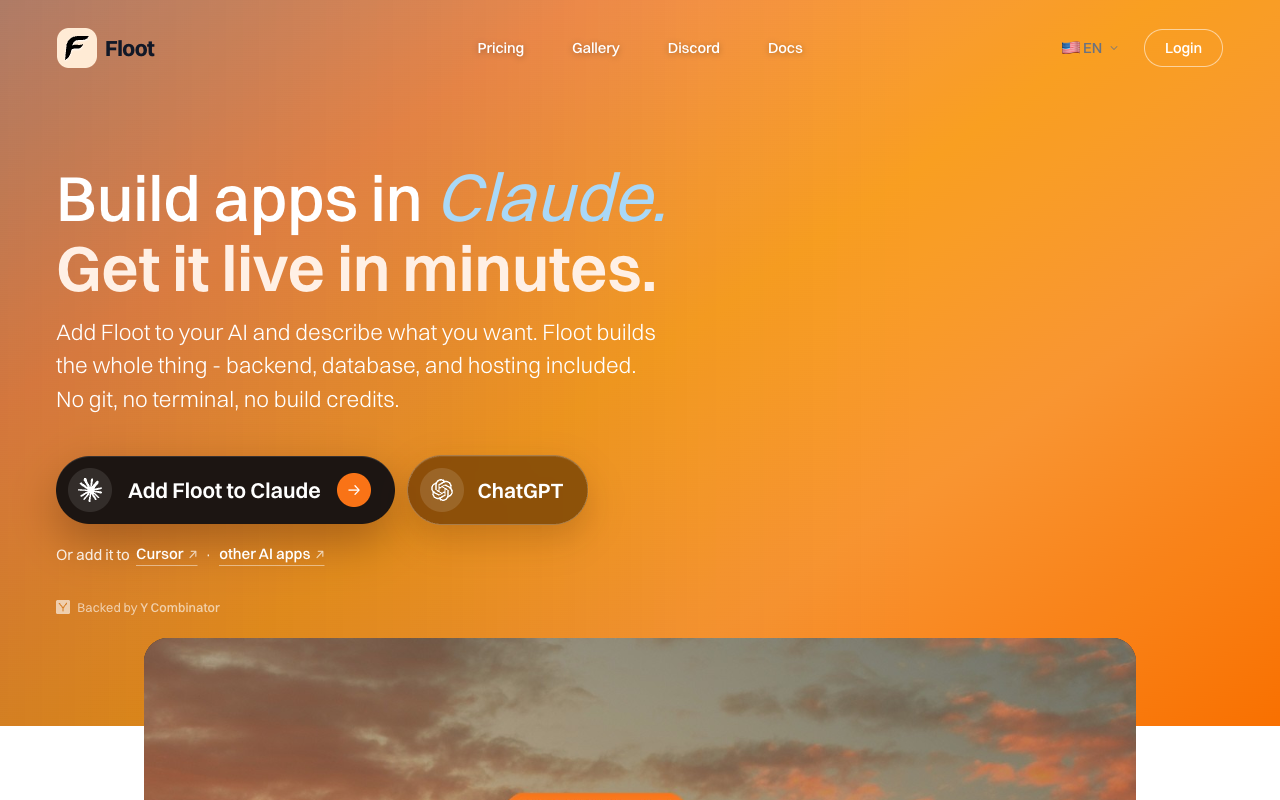 Floot
Pricing
Gallery
Discord
Docs
EN
Login
Build apps in Claude.
Get it live in minutes.
Add Floot to your AI and describe what you want. Floot builds
the whole thing - backend, database, and hosting included.
No git, no terminal, no build credits.
Add Floot to Claude
ChatGPT
Or add it to Cursor ↗ · other AI apps ↗
Y Backed by Y Combinator